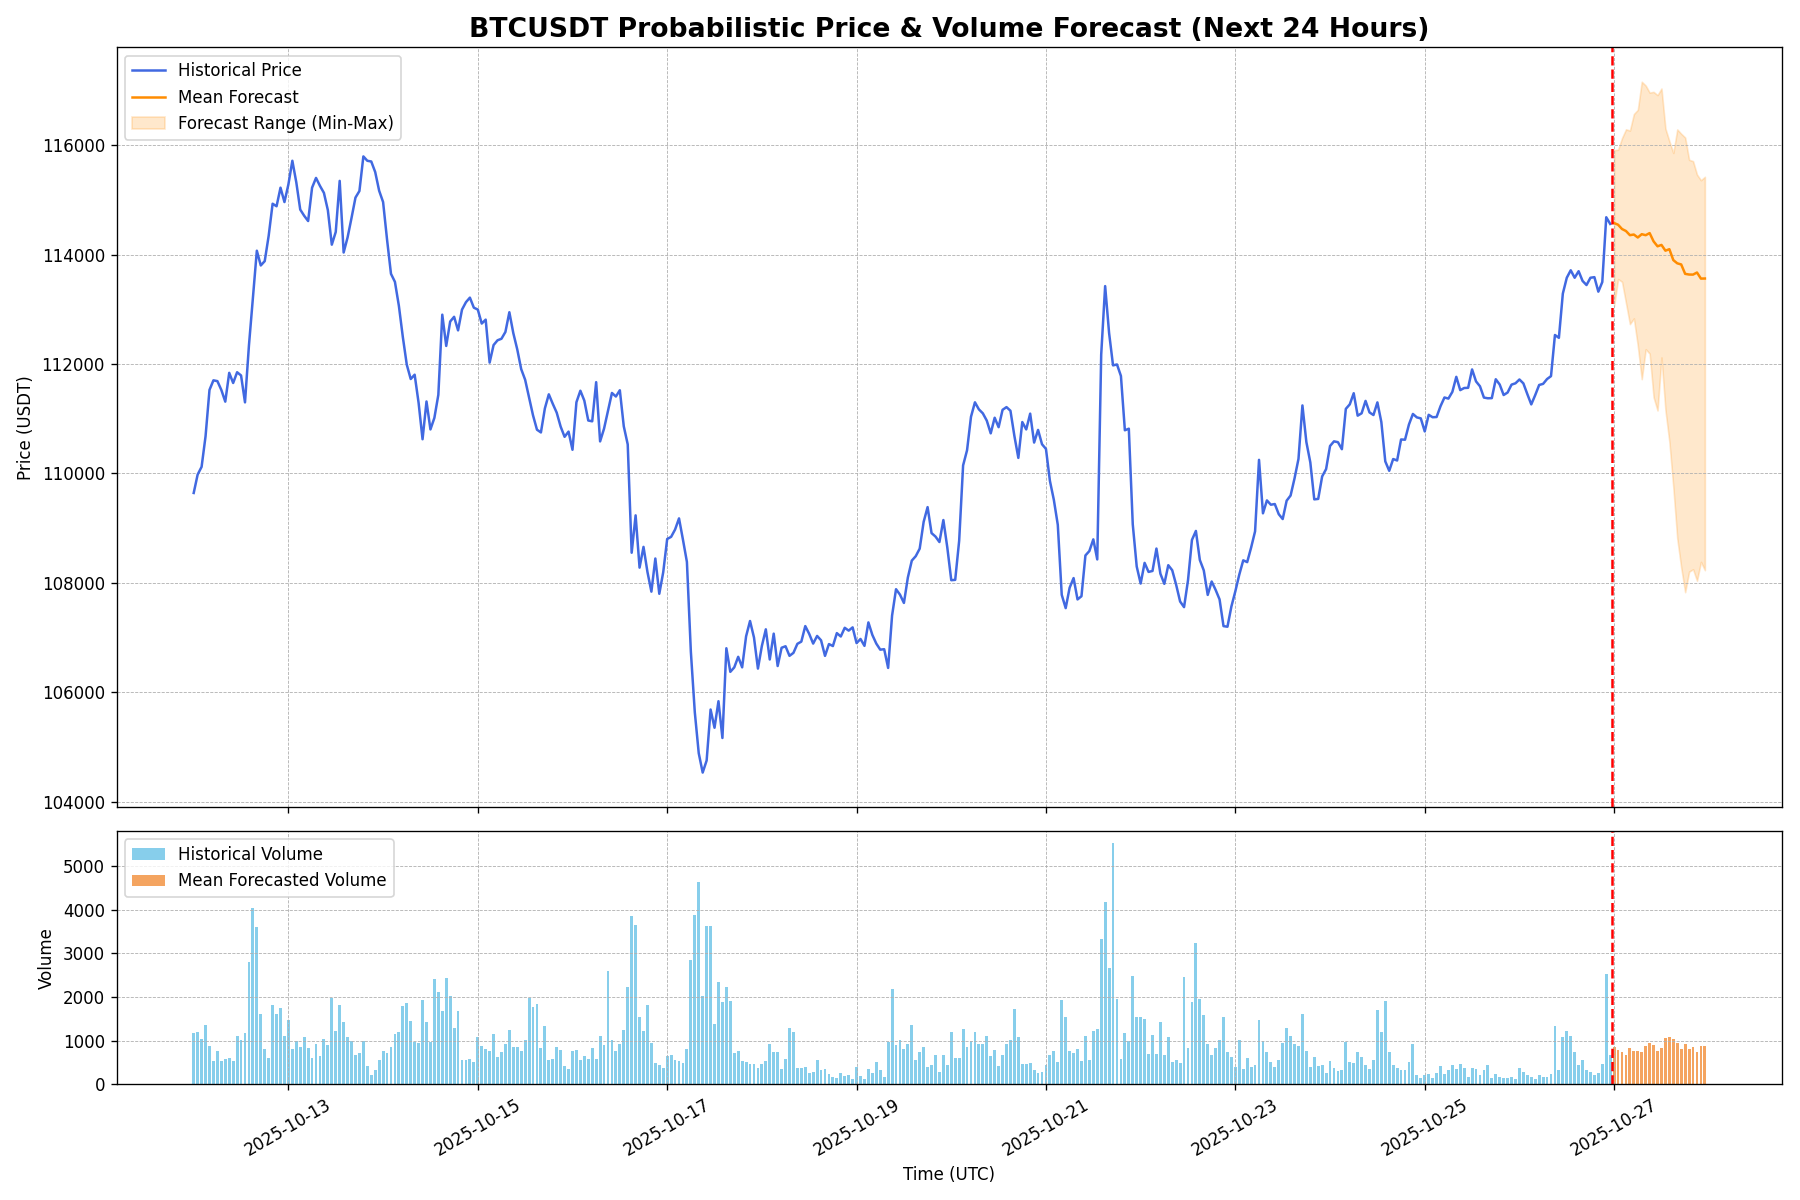 BTCUSDT Probabilistic Price & Volume Forecast (Next 24 Hours)
Historical Price
Mean Forecast
Forecast Range (Min-Max)
116000
114000
112000
110000
108000
106000
104000
Price (USDT)
Historical Volume
Mean Forecasted Volume
5000
4000
3000
2000
1000
0
Volume
2025-10-13
2025-10-15
2025-10-17
2025-10-19
2025-10-21
2025-10-23
2025-10-25
2025-10-27
Time (UTC)